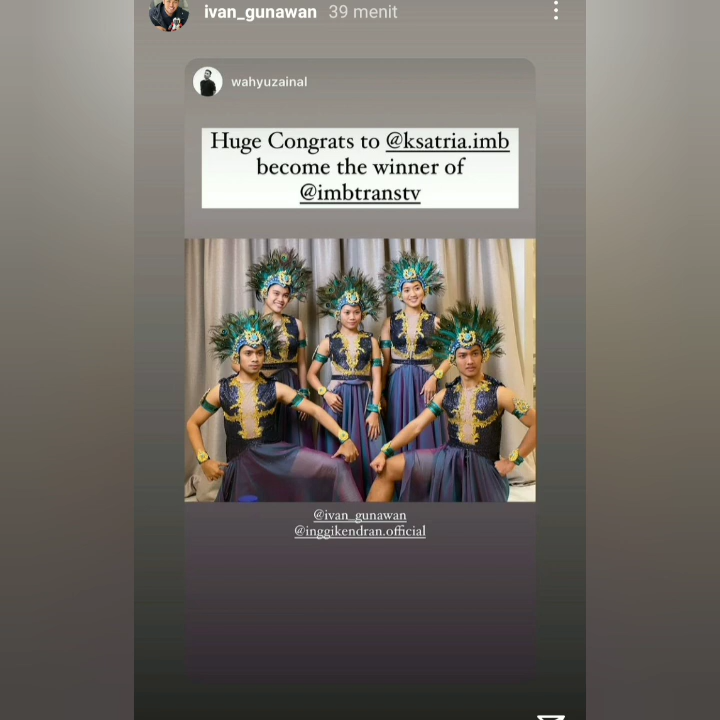 ivan_gunawan 39 menit
wahyuzainal
Huge Congrats to @ksatria.imb
become the winner of
@imbtranstv
@ivan_gunawan
@inggikendran.official